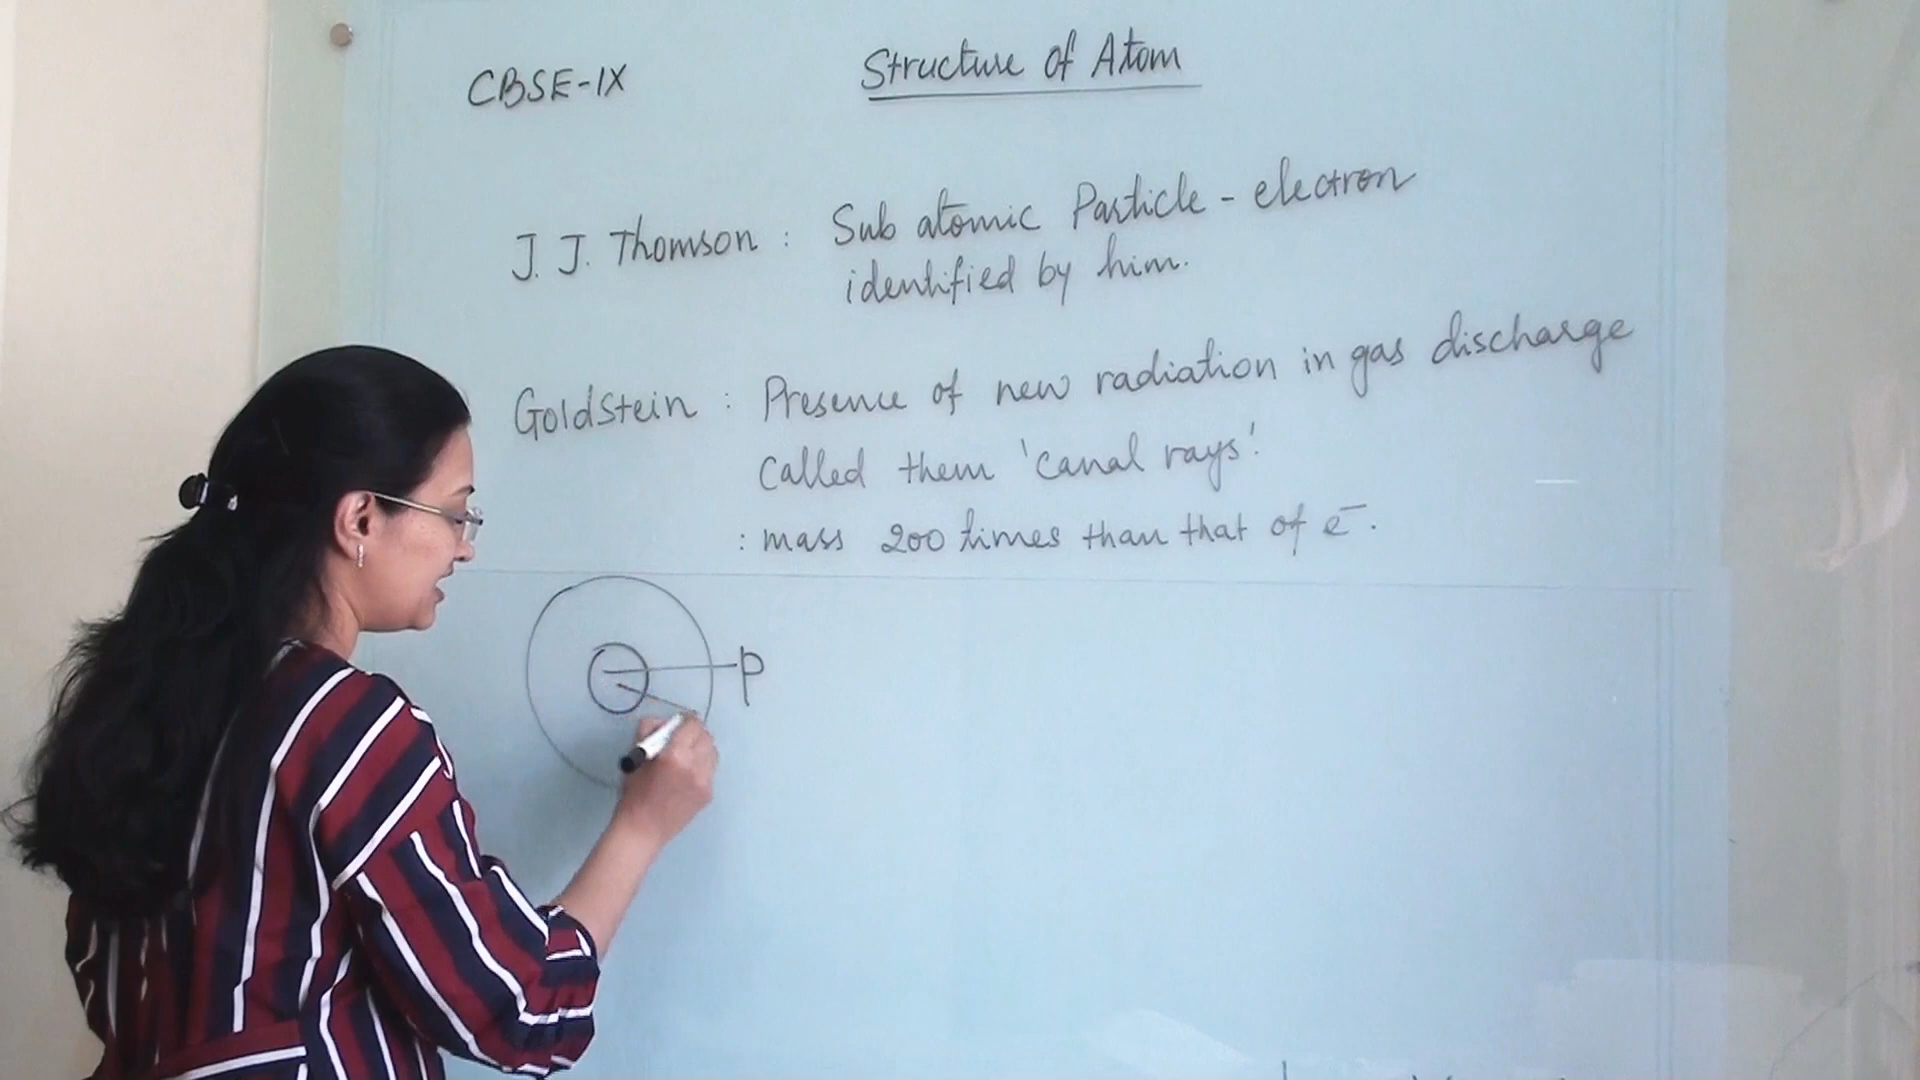 CBSE-IX
Structure of Atom
J. J. Thomson : Sub atomic Particle - electron
identified by him.
Goldstein : Presence of new radiation in gas discharge
Called them 'canal rays'.
: mass 200 times than that of e⁻.
P